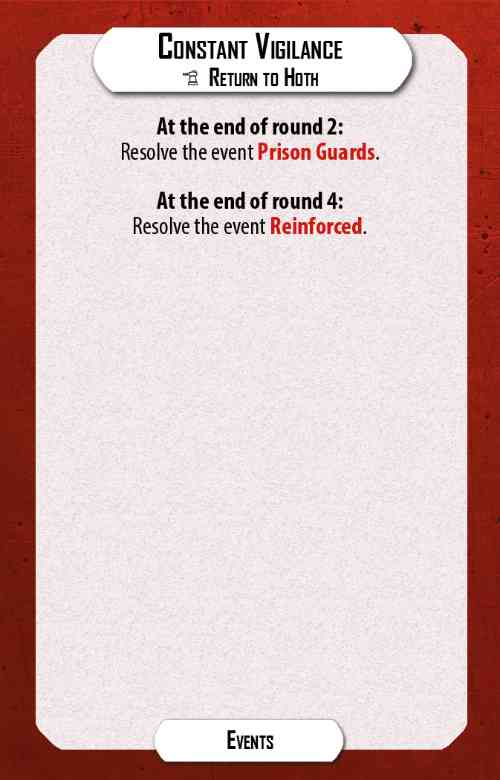 Constant Vigilance
Return to Hoth
At the end of round 2:
Resolve the event Prison Guards.
At the end of round 4:
Resolve the event Reinforced.
Events